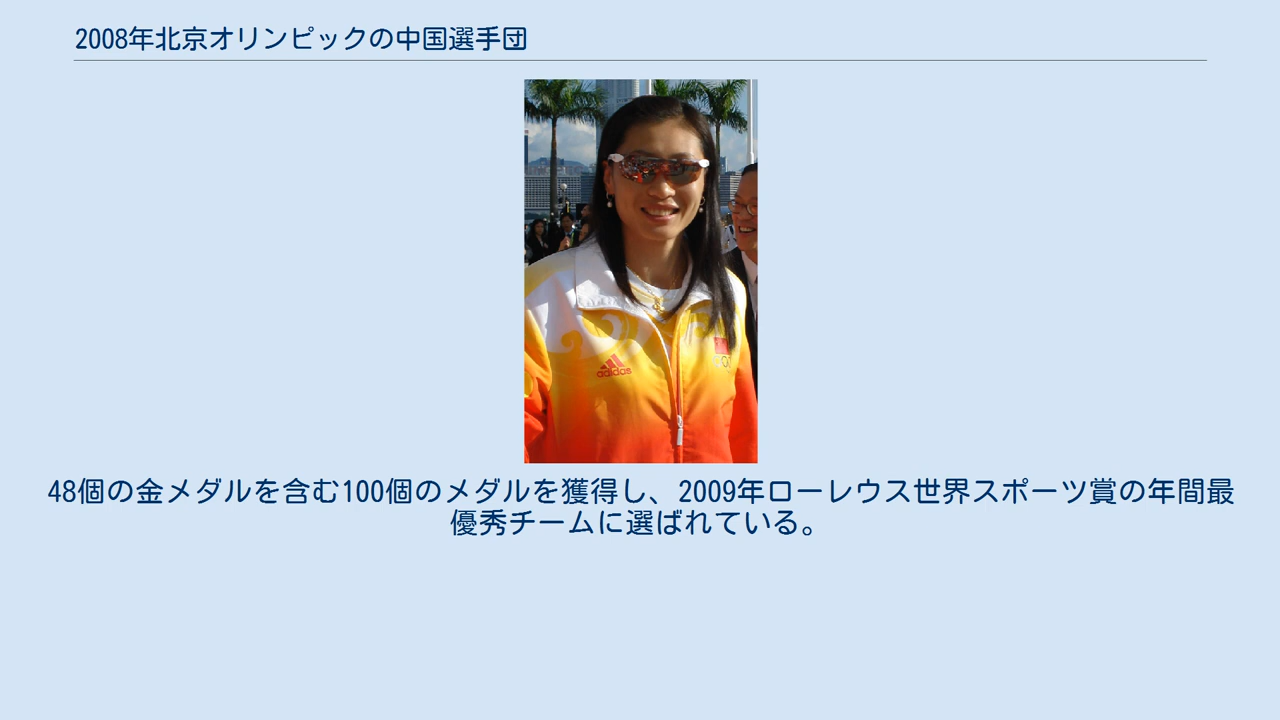 2008年北京オリンピックの中国選手団
adidas
48個の金メダルを含む100個のメダルを獲得し、2009年ローレウス世界スポーツ賞の年間最
優秀チームに選ばれている。